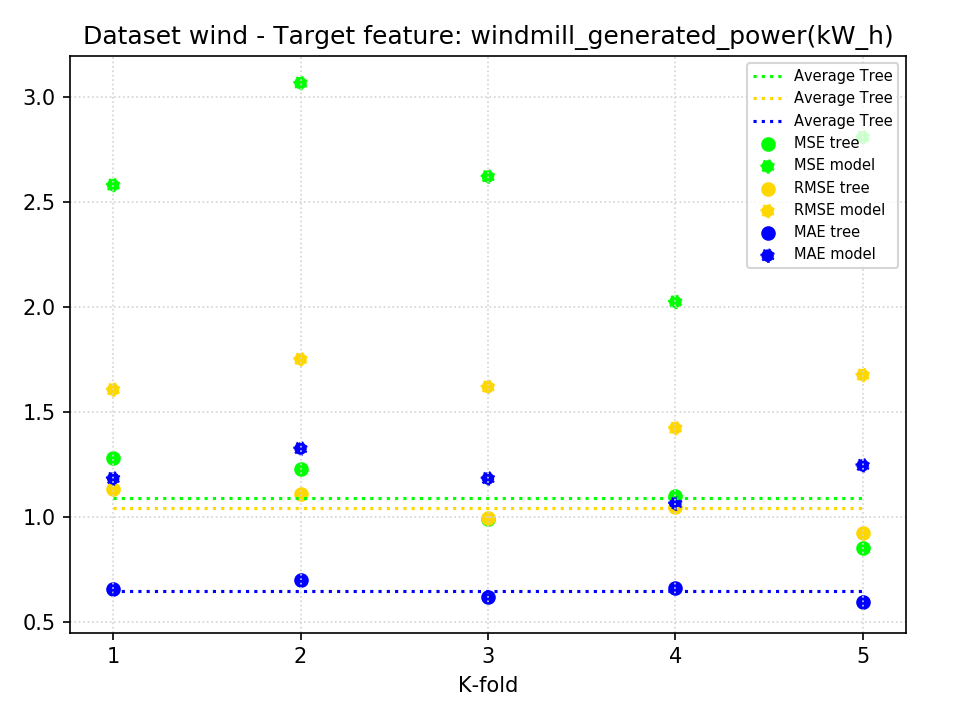 Dataset wind - Target feature: windmill_generated_power(kW_h)
3.0
2.5
2.0
1.5
1.0
0.5
Average Tree
Average Tree
Average Tree
MSE tree
MSE model
RMSE tree
RMSE model
MAE tree
MAE model
1 2 3 4 5
K-fold